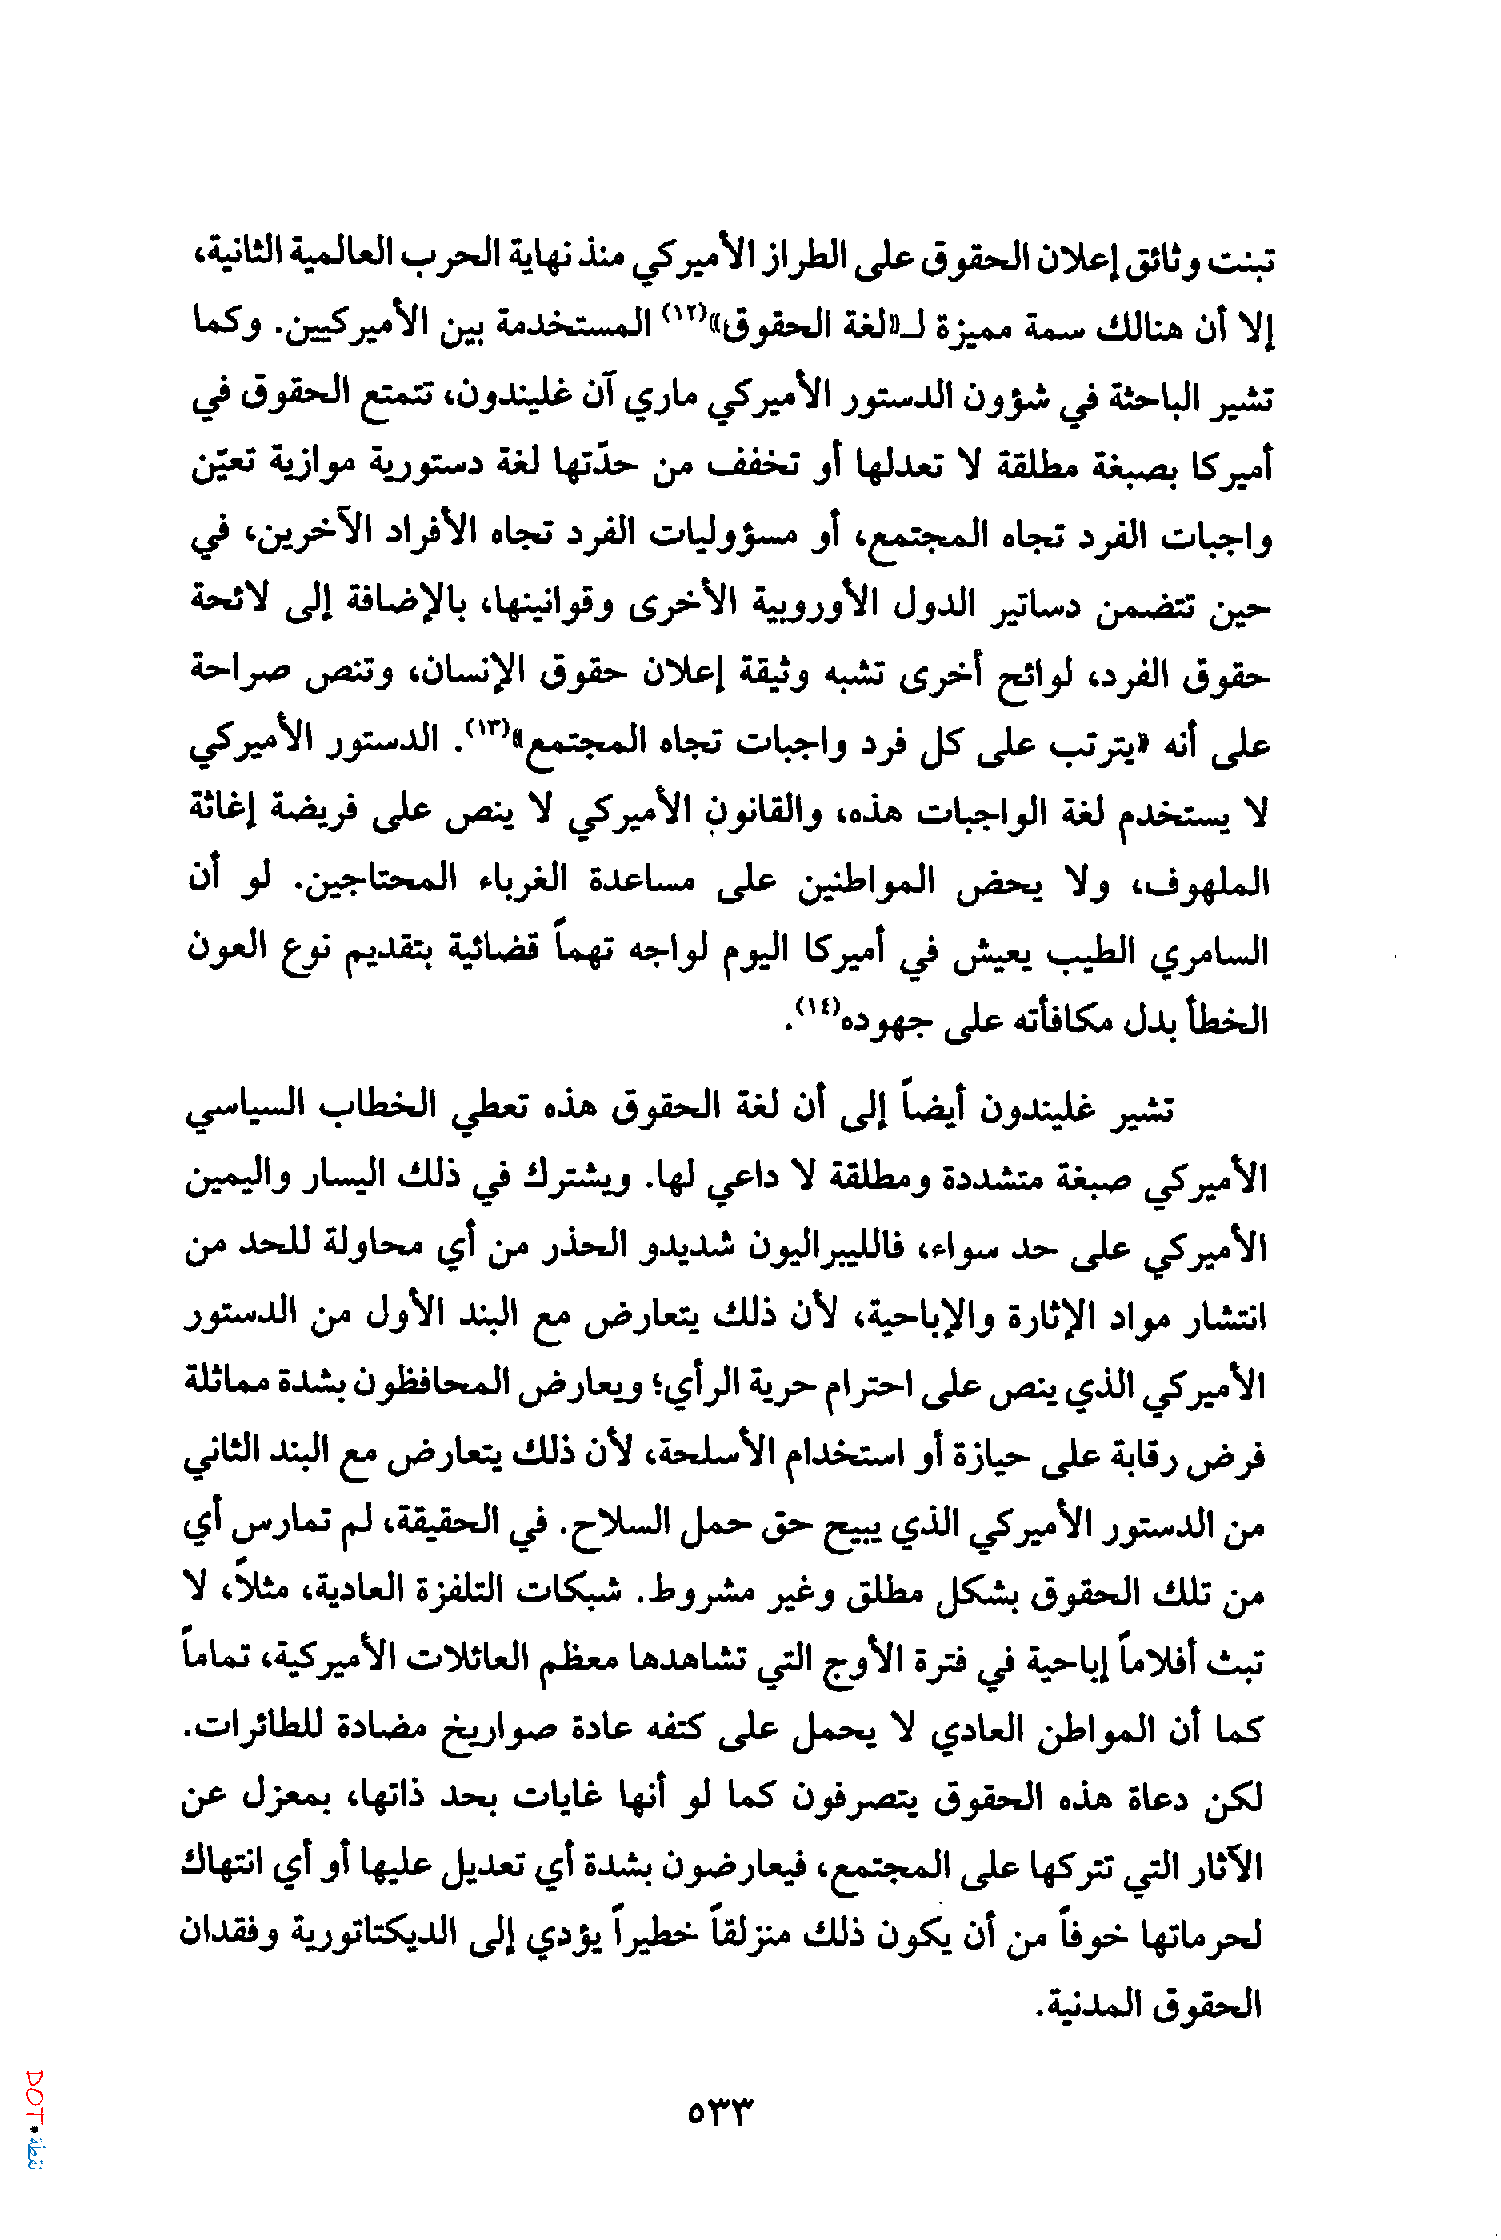 تبنت وثائق إعلان الحقوق على الطراز الأميركي منذ نهاية الحرب العالمية الثانية،
إلا أن هنالك سمة مميزة لـ«لغة الحقوق»(١٢) المستخدمة بين الأميركيين. وكما
تشير الباحثة في شؤون الدستور الأميركي ماري آن غليندون، تتمتع الحقوق في
أميركا بصبغة مطلقة لا تعدلها أو تخفف من حدّتها لغة دستورية موازية تعيّن
واجبات الفرد تجاه المجتمع، أو مسؤوليات الفرد تجاه الأفراد الآخرين، في
حين تتضمن دساتير الدول الأوروبية الأخرى وقوانينها، بالإضافة إلى لائحة
حقوق الفرد، لوائح أخرى تشبه وثيقة إعلان حقوق الإنسان، وتنص صراحة
على أنه «يترتب على كل فرد واجبات تجاه المجتمع»(١٣). الدستور الأميركي
لا يستخدم لغة الواجبات هذه، والقانون الأميركي لا ينص على فريضة إغاثة
الملهوف، ولا يحض المواطنين على مساعدة الغرباء المحتاجين. لو أن
السامري الطيب يعيش في أميركا اليوم لواجه تهماً قضائية بتقديم نوع العون
الخطأ بدل مكافأته على جهوده(١٤).
تشير غليندون أيضاً إلى أن لغة الحقوق هذه تعطي الخطاب السياسي
الأميركي صبغة متشددة ومطلقة لا داعي لها. ويشترك في ذلك اليسار واليمين
الأميركي على حد سواء، فالليبراليون شديدو الحذر من أي محاولة للحد من
انتشار مواد الإثارة والإباحية، لأن ذلك يتعارض مع البند الأول من الدستور
الأميركي الذي ينص على احترام حرية الرأي؛ ويعارض المحافظون بشدة مماثلة
فرض رقابة على حيازة أو استخدام الأسلحة، لأن ذلك يتعارض مع البند الثاني
من الدستور الأميركي الذي يبيح حق حمل السلاح. في الحقيقة، لم تمارس أي
من تلك الحقوق بشكل مطلق وغير مشروط. شبكات التلفزة العادية، مثلاً، لا
تبث أفلاماً إباحية في فترة الأوج التي تشاهدها معظم العائلات الأميركية، تماماً
كما أن المواطن العادي لا يحمل على كتفه عادة صواريخ مضادة للطائرات.
لكن دعاة هذه الحقوق يتصرفون كما لو أنها غايات بحد ذاتها، بمعزل عن
الآثار التي تتركها على المجتمع، فيعارضون بشدة أي تعديل عليها أو أي انتهاك
لحرماتها خوفاً من أن يكون ذلك منزلقاً خطيراً يؤدي إلى الديكتاتورية وفقدان
الحقوق المدنية.
٥٣٣
DOT نقطة